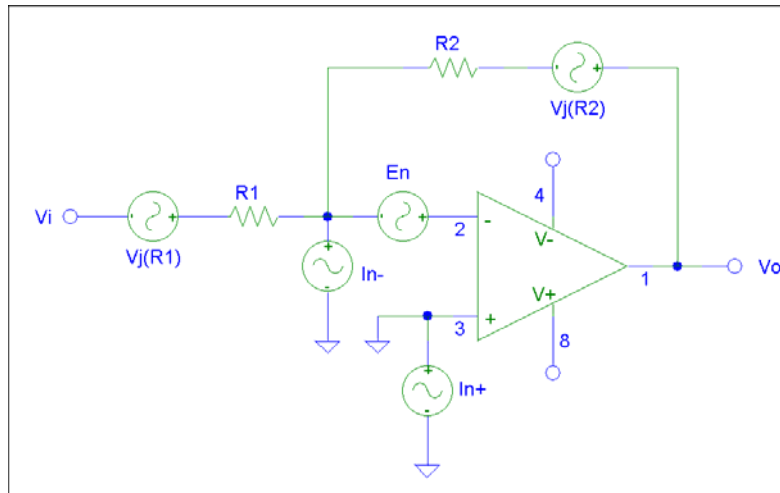 R2
Vj(R2)
En
4
R1
Vi
2
-
V-
Vj(R1)
In-
1
Vo
V+
3
+
8
In+